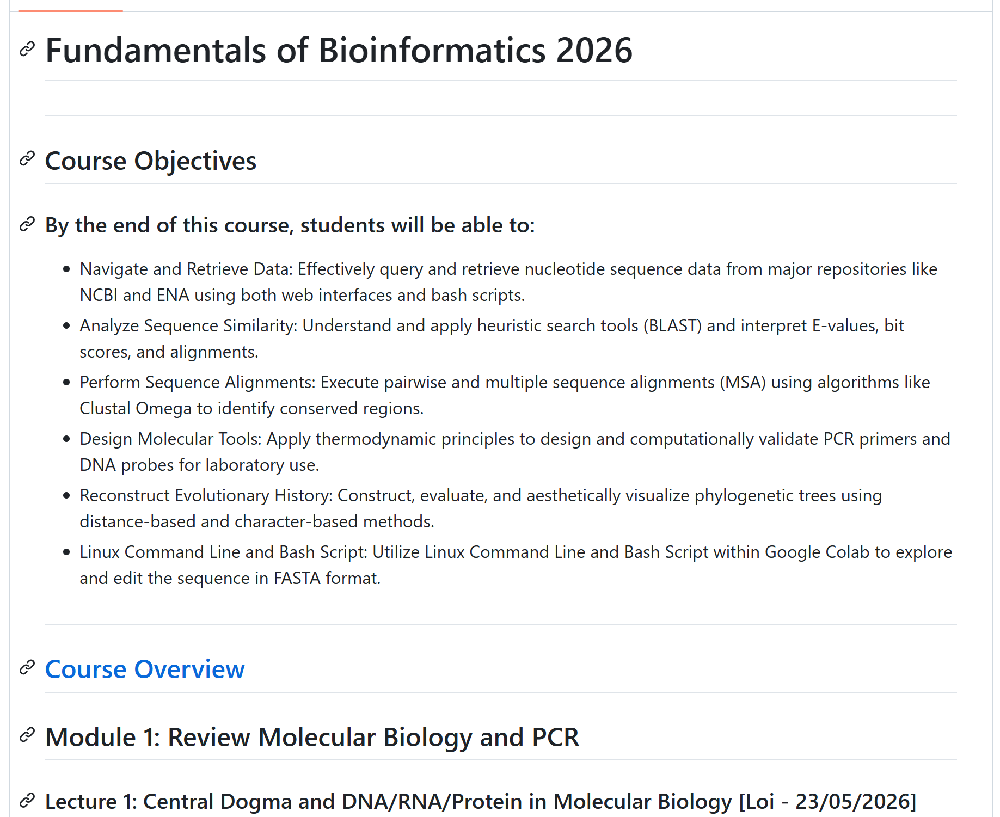 Fundamentals of Bioinformatics 2026
Course Objectives
By the end of this course, students will be able to:
Navigate and Retrieve Data: Effectively query and retrieve nucleotide sequence data from major repositories like
NCBI and ENA using both web interfaces and bash scripts.
Analyze Sequence Similarity: Understand and apply heuristic search tools (BLAST) and interpret E-values, bit
scores, and alignments.
Perform Sequence Alignments: Execute pairwise and multiple sequence alignments (MSA) using algorithms like
Clustal Omega to identify conserved regions.
Design Molecular Tools: Apply thermodynamic principles to design and computationally validate PCR primers and
DNA probes for laboratory use.
Reconstruct Evolutionary History: Construct, evaluate, and aesthetically visualize phylogenetic trees using
distance-based and character-based methods.
Linux Command Line and Bash Script: Utilize Linux Command Line and Bash Script within Google Colab to explore
and edit the sequence in FASTA format.
Course Overview
Module 1: Review Molecular Biology and PCR
Lecture 1: Central Dogma and DNA/RNA/Protein in Molecular Biology [Loi - 23/05/2026]